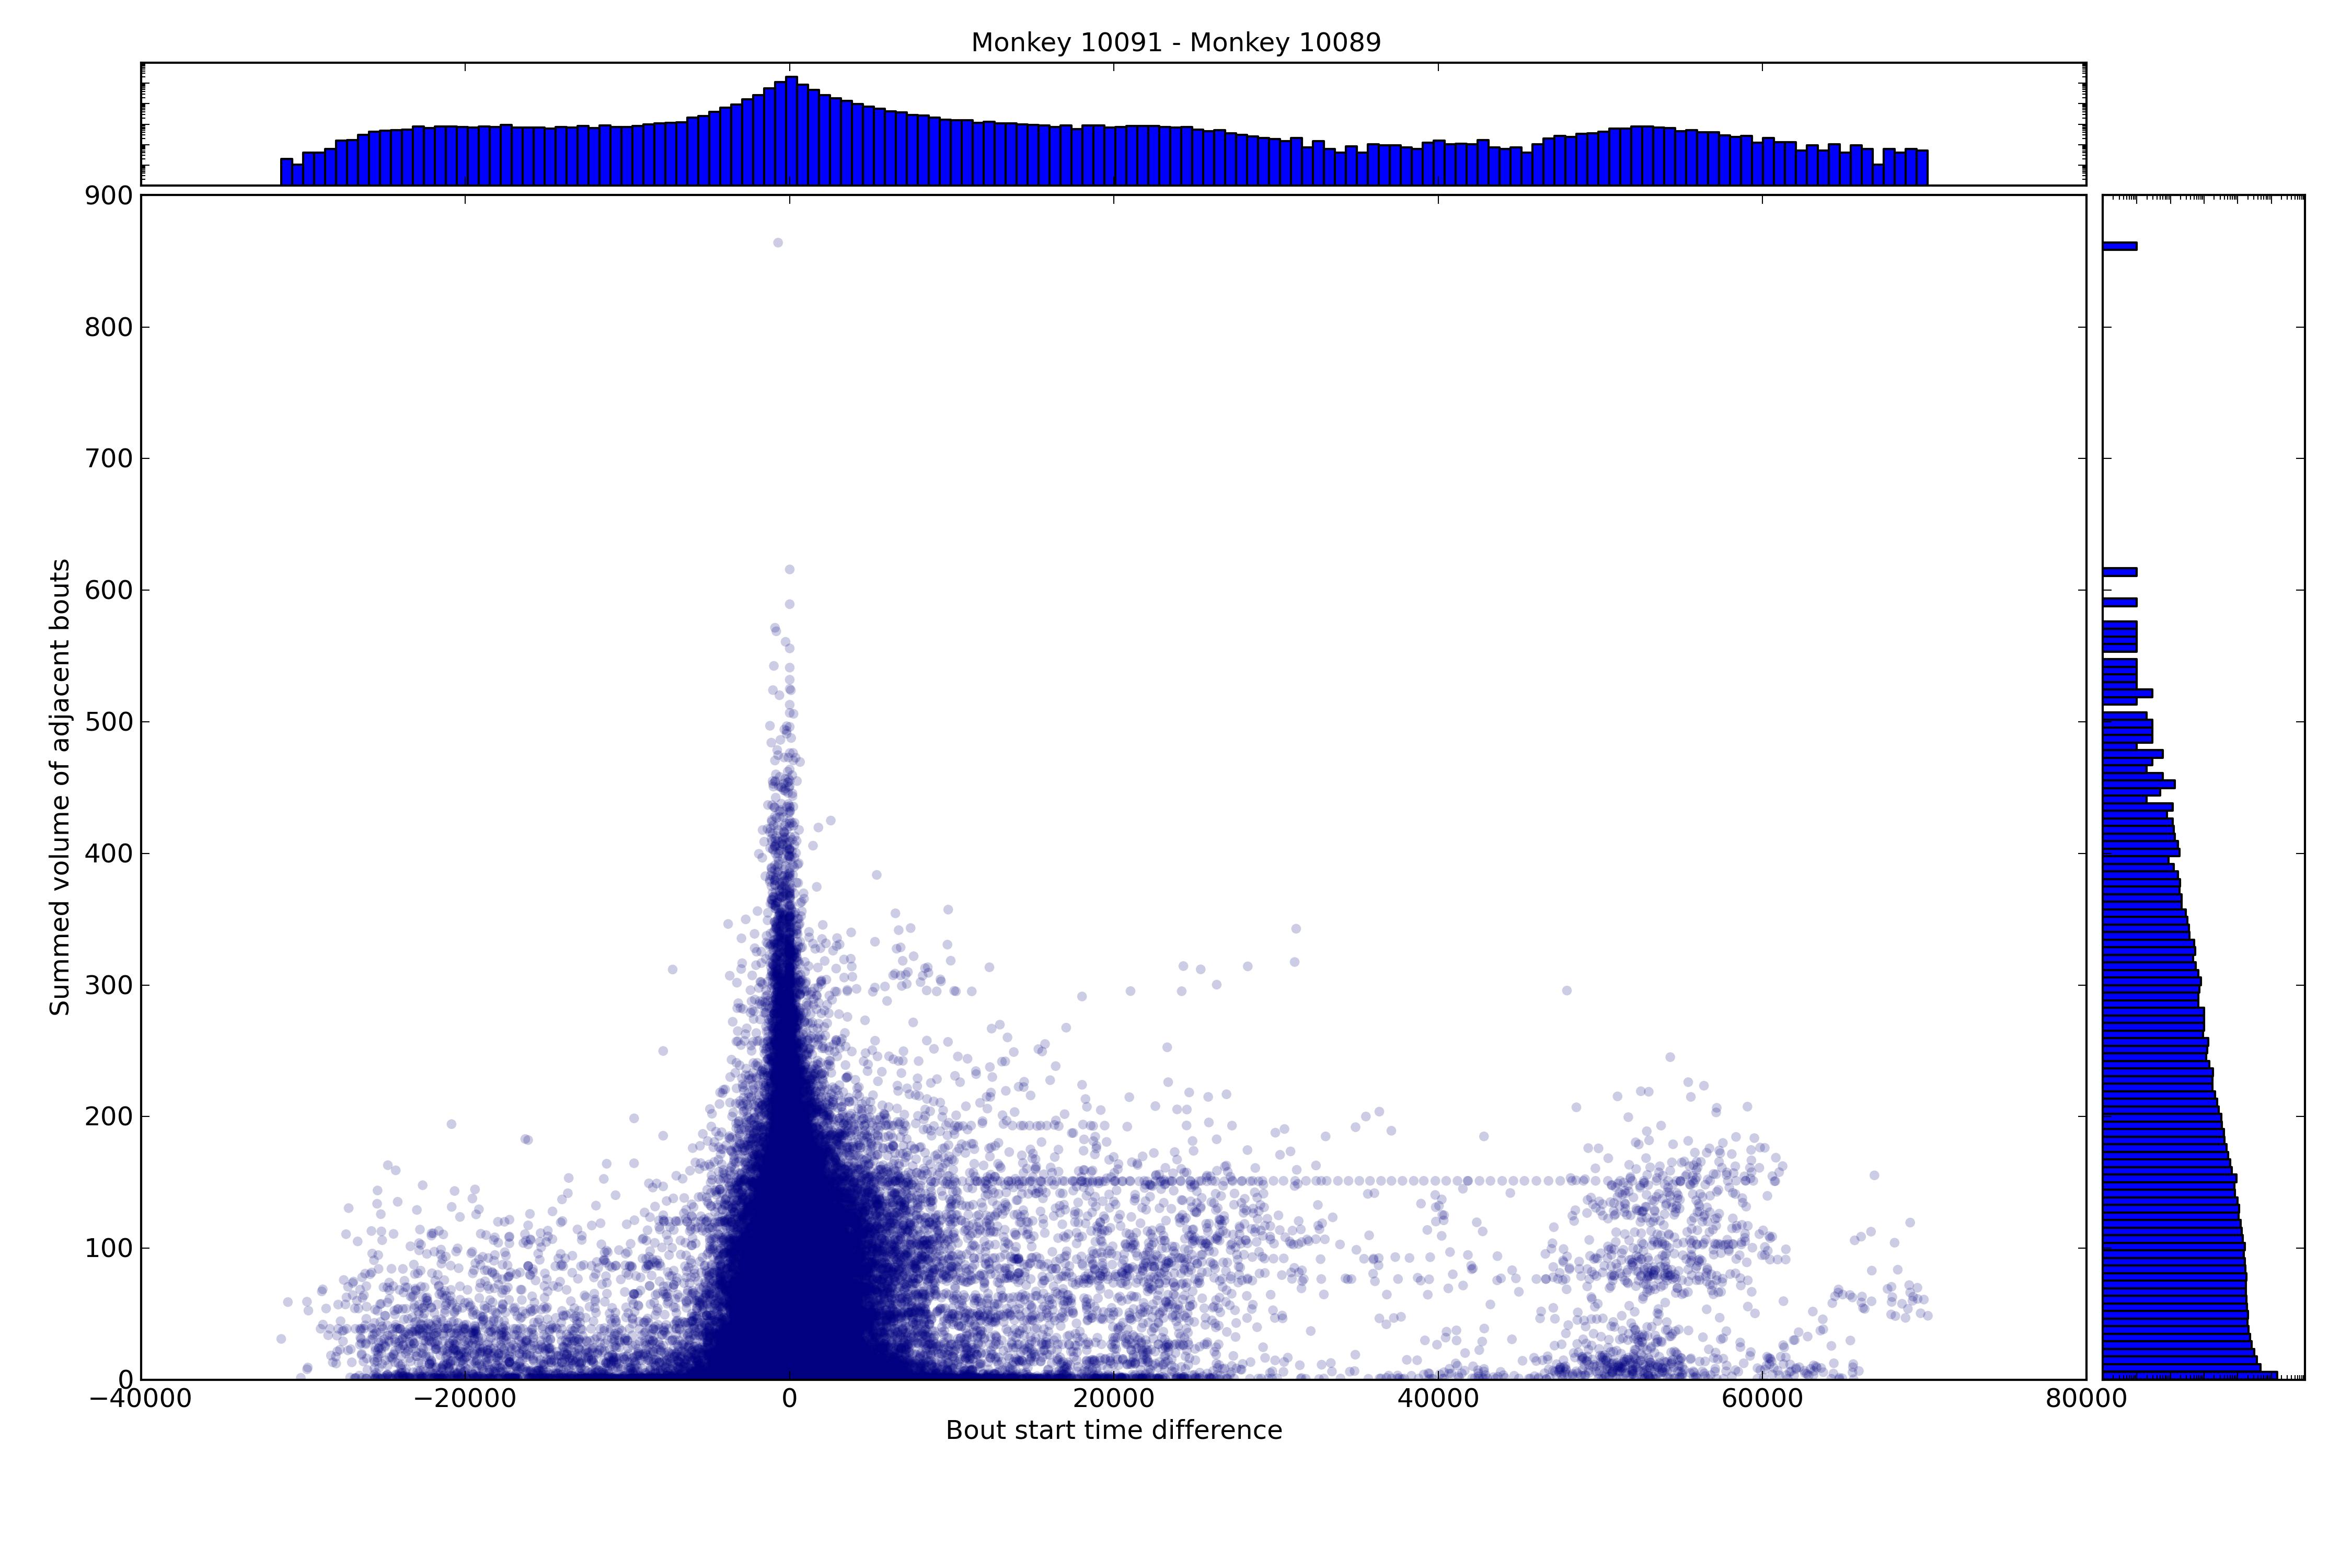 Monkey 10091 - Monkey 10089
900
800
700
600
500
400
300
200
100
0
Summed volume of adjacent bouts
−40000 −20000 0 20000 40000 60000 80000
Bout start time difference